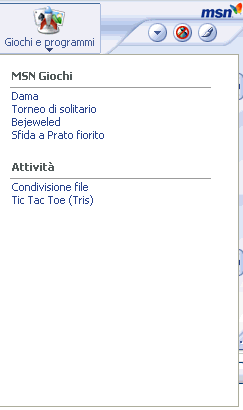 msn
Giochi e programmi
MSN Giochi
Dama
Torneo di solitario
Bejeweled
Sfida a Prato fiorito
Attività
Condivisione file
Tic Tac Toe (Tris)